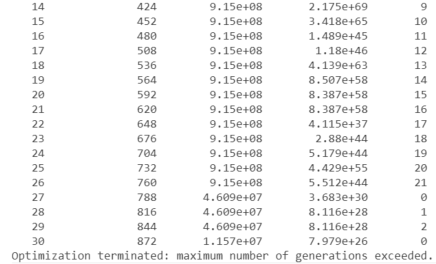 14 424 9.15e+08 2.175e+69 9
15 452 9.15e+08 3.418e+65 10
16 480 9.15e+08 1.489e+45 11
17 508 9.15e+08 1.18e+46 12
18 536 9.15e+08 4.139e+63 13
19 564 9.15e+08 8.507e+58 14
20 592 9.15e+08 8.387e+58 15
21 620 9.15e+08 8.387e+58 16
22 648 9.15e+08 4.115e+37 17
23 676 9.15e+08 2.88e+44 18
24 704 9.15e+08 5.179e+44 19
25 732 9.15e+08 4.429e+55 20
26 760 9.15e+08 5.512e+44 21
27 788 4.609e+07 3.683e+30 0
28 816 4.609e+07 8.116e+28 1
29 844 4.609e+07 8.116e+28 2
30 872 1.157e+07 7.979e+26 0
Optimization terminated: maximum number of generations exceeded.